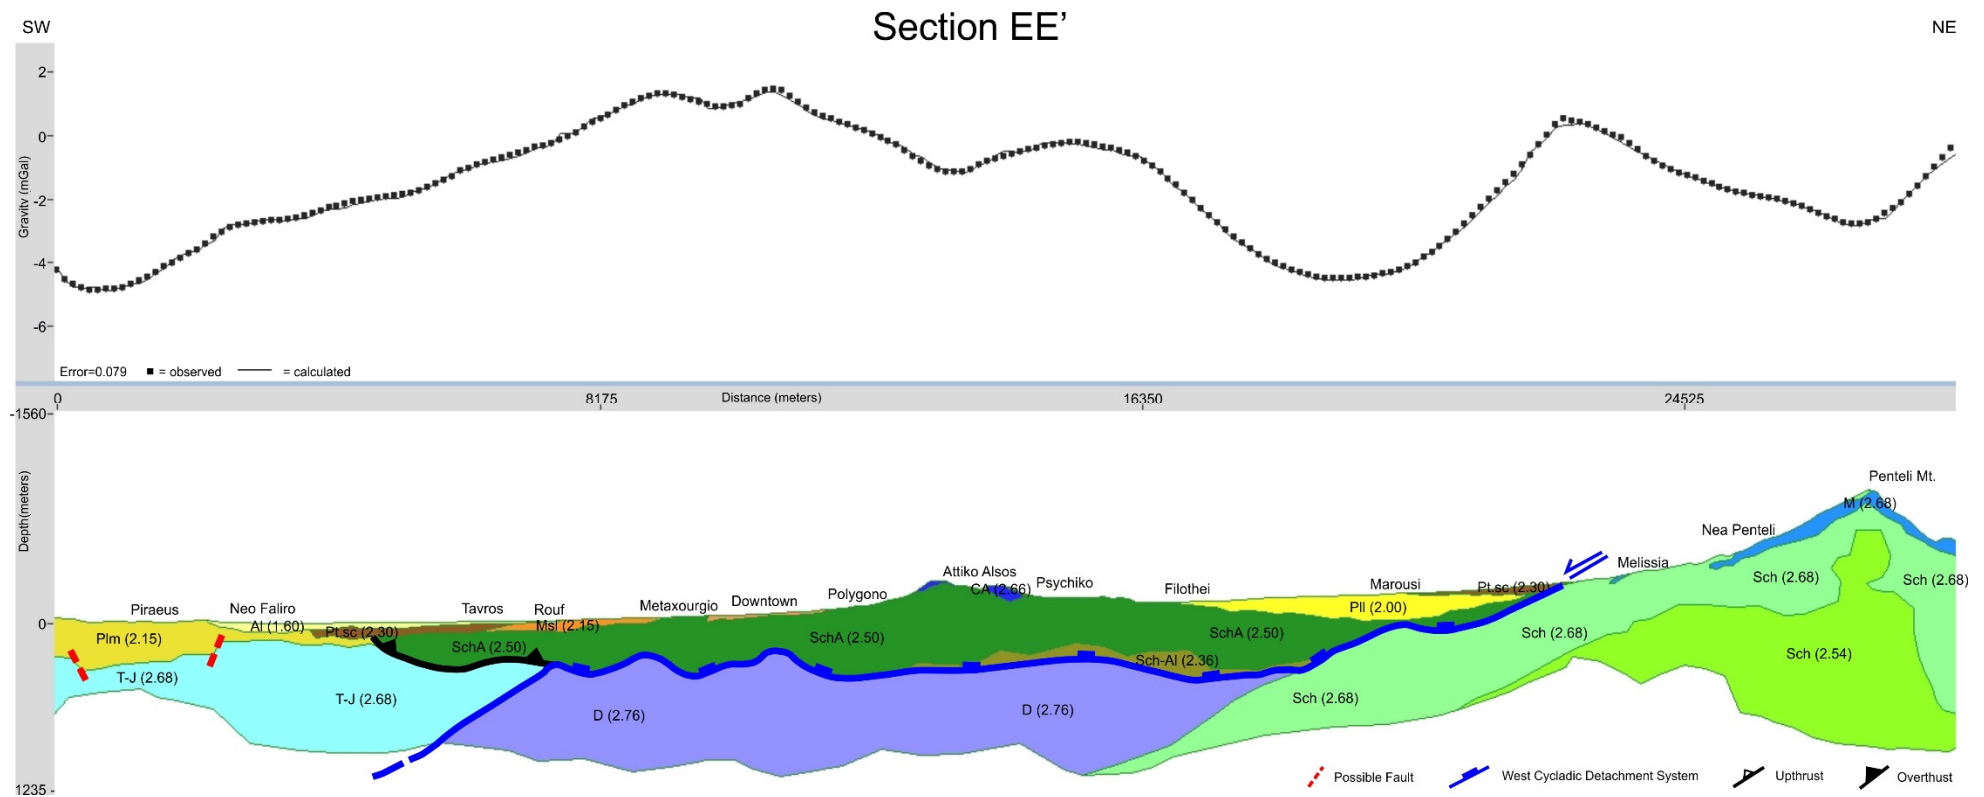 Section EE’
SW
NE
2
0
-2
-4
-6
Gravity (mGal)
Error=0.079 = observed = calculated
0
8175
Distance (meters)
16350
24525
-1560
0
1235
Depth(meters)
Penteli Mt.
M (2.68)
Nea Penteli
Melissia
Attiko Alsos
CA (2.66)
Psychiko
Filothei
Marousi
Pt.sc (2.30)
Sch (2.68)
Sch (2.68)
Piraeus
Neo Faliro
Al (1.60)
Tavros
Rouf
Msl (2.15)
Metaxourgio
Downtown
Polygono
Pll (2.00)
Plm (2.15)
Pt.sc (2.30)
SchA (2.50)
SchA (2.50)
SchA (2.50)
Sch (2.68)
Sch-Al (2.36)
Sch (2.54)
T-J (2.68)
T-J (2.68)
D (2.76)
D (2.76)
Sch (2.68)
Possible Fault
West Cycladic Detachment System
Upthrust
Overthust